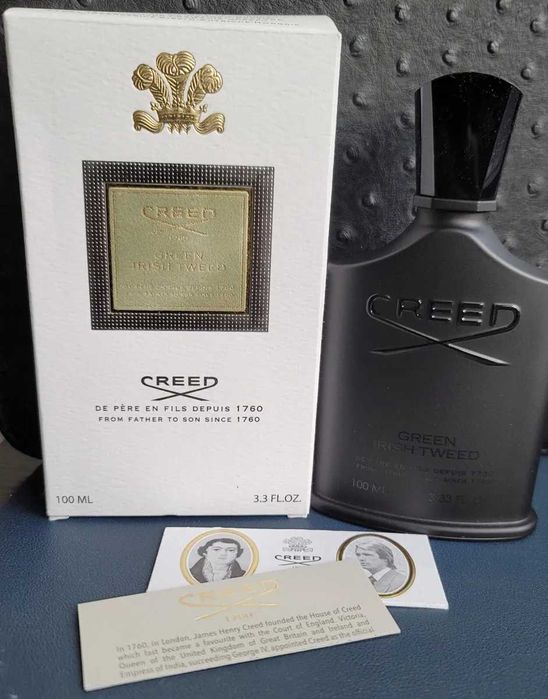 CREED
GREEN
IRISH TWEED
CREED
DE PÈRE EN FILS DEPUIS 1760
FROM FATHER TO SON SINCE 1760
100 ML
3.3 FL.OZ.
CREED
GREEN
IRISH TWEED
100 ML
3.33 FL
CREED
CREED
In 1760, in London, James Henry Creed founded the House of Creed
which last became a favourite with the Court of England. Victoria,
Queen of the United Kingdom of Great Britain and Ireland and
Empress of India, succeeding George IV, appointed Creed as the official